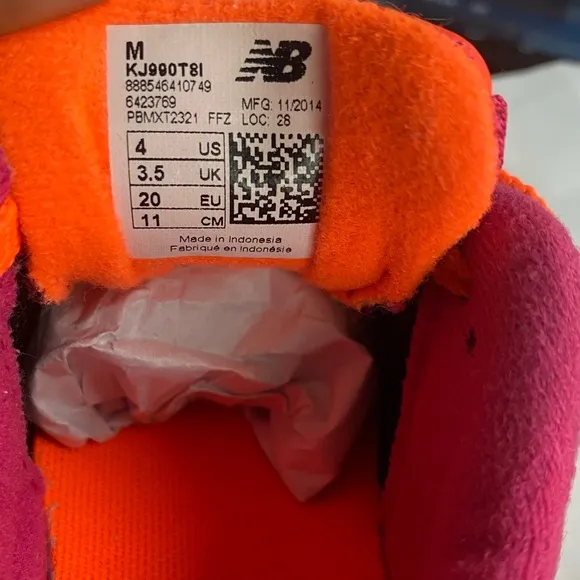 M
KJ990T8I
NB
888546410749
6423769 MFG: 11/2014
PBMXT2321 FFZ LOC: 28
4 US
3.5 UK
20 EU
11 CM
Made in Indonesia
Fabriqué en Indonésie